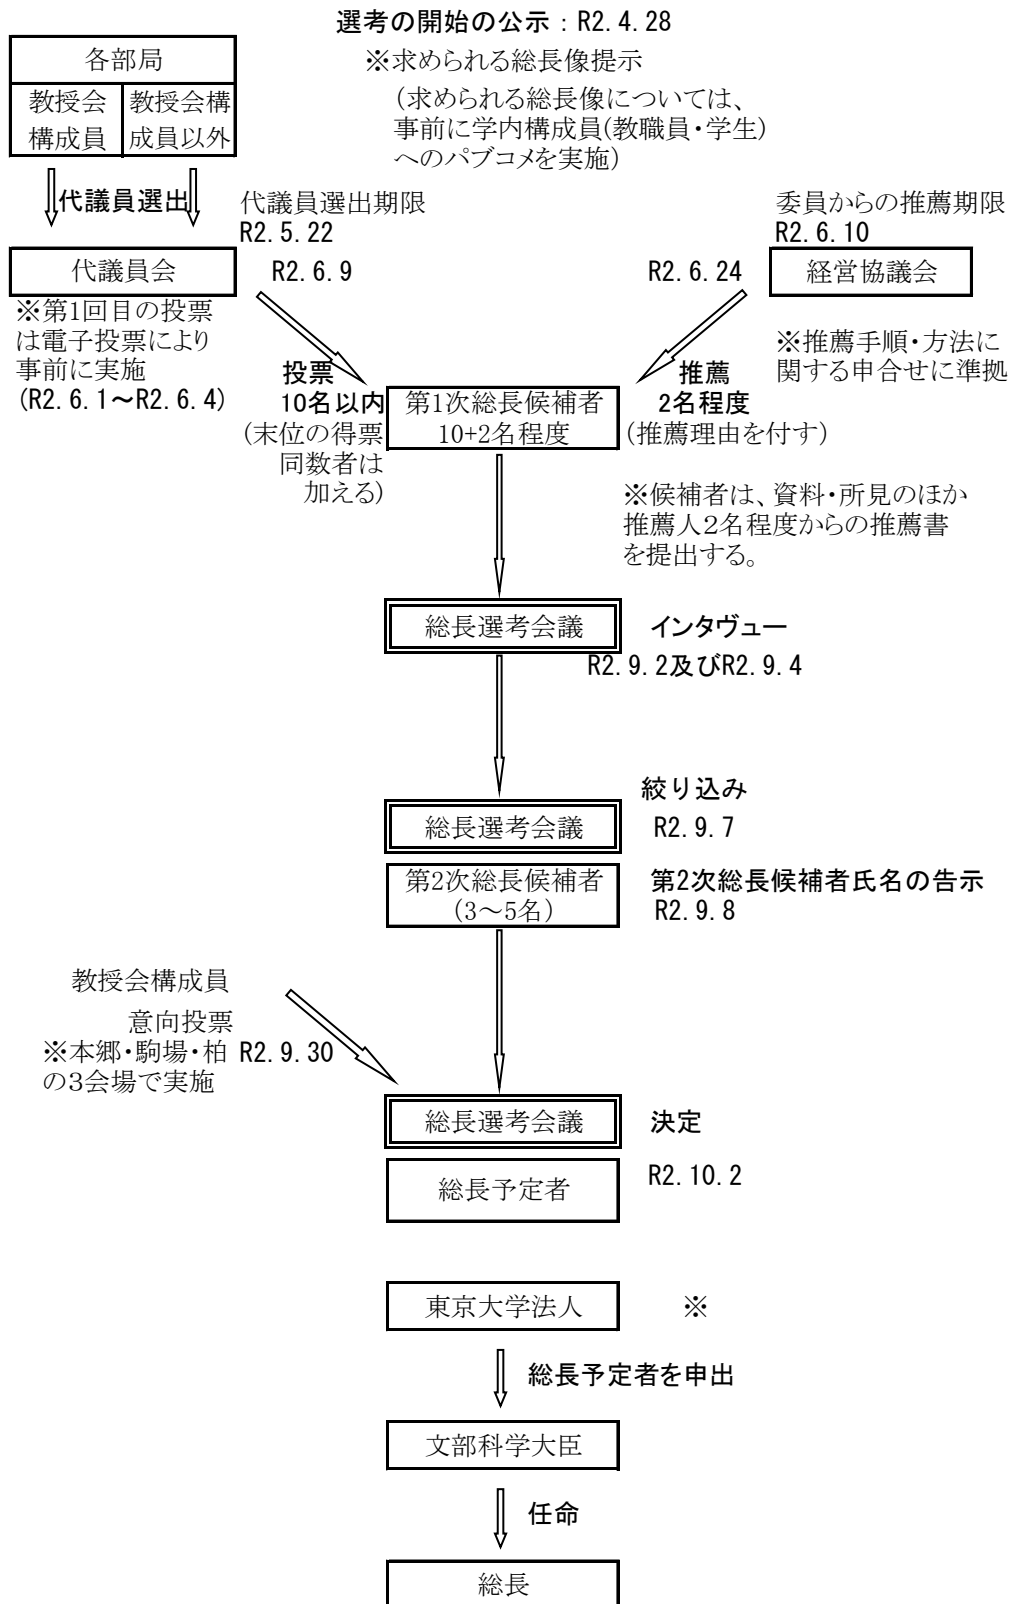 選考の開始の公示：R2.4.28
※求められる総長像提示
（求められる総長像については、
事前に学内構成員(教職員・学生)
へのパブコメを実施）
各部局
教授会
構成員
教授会構
成員以外
代議員選出
代議員選出期限
R2.5.22
委員からの推薦期限
R2.6.10
代議員会
R2.6.9
R2.6.24
経営協議会
※第1回目の投票
は電子投票により
事前に実施
(R2.6.1～R2.6.4)
※推薦手順・方法に
関する申合せに準拠
投票
10名以内
（末位の得票
同数者は
加える）
第1次総長候補者
10+2名程度
推薦
2名程度
（推薦理由を付す）
※候補者は、資料・所見のほか
推薦人２名程度からの推薦書
を提出する。
総長選考会議
インタヴュー
R2.9.2及びR2.9.4
絞り込み
総長選考会議
R2.9.7
第2次総長候補者
（3～5名）
第2次総長候補者氏名の告示
R2.9.8
教授会構成員
意向投票
※本郷・駒場・柏
の３会場で実施
R2.9.30
総長選考会議
決定
総長予定者
R2.10.2
東京大学法人
※
総長予定者を申出
文部科学大臣
任命
総長